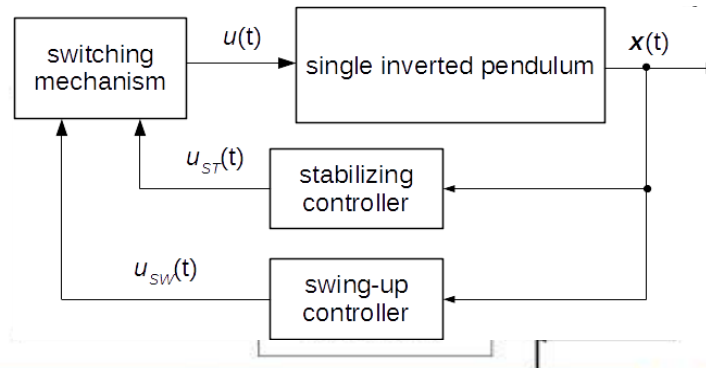 switching
mechanism
u(t)
single inverted pendulum
x(t)
u_ST(t)
stabilizing
controller
u_SW(t)
swing-up
controller